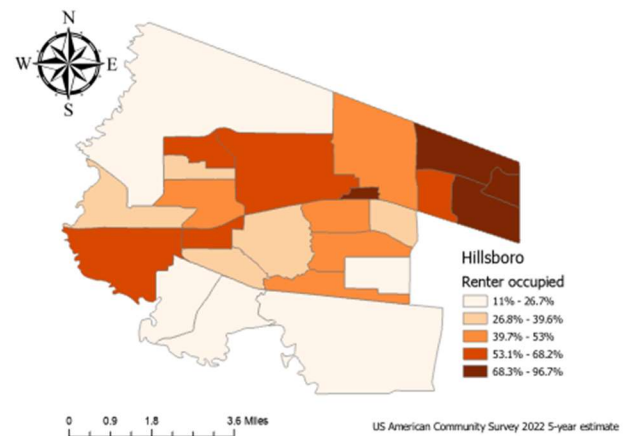 N
W E
S
Hillsboro
Renter occupied
11% - 26.7%
26.8% - 39.6%
39.7% - 53%
53.1% - 68.2%
68.3% - 96.7%
0 0.9 1.8 3.6 Miles
US American Community Survey 2022 5-year estimate